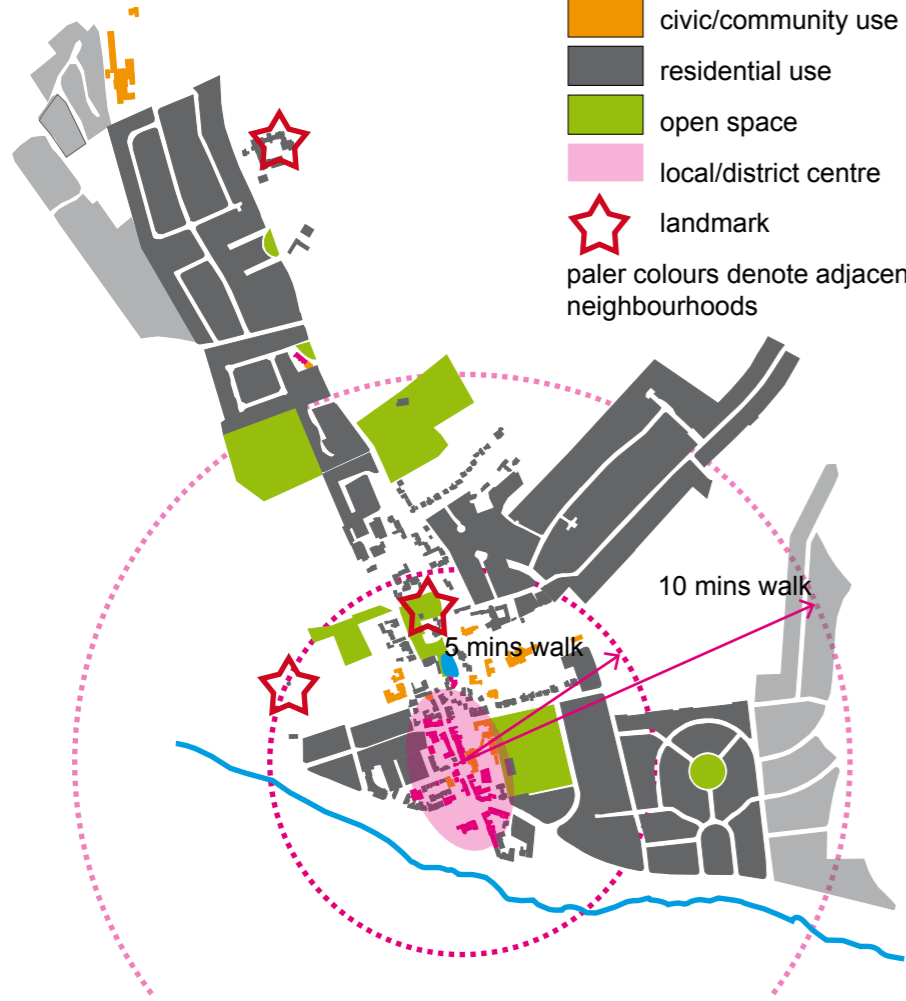 civic/community use
residential use
open space
local/district centre
landmark
paler colours denote adjacen
neighbourhoods
10 mins walk
5 mins walk